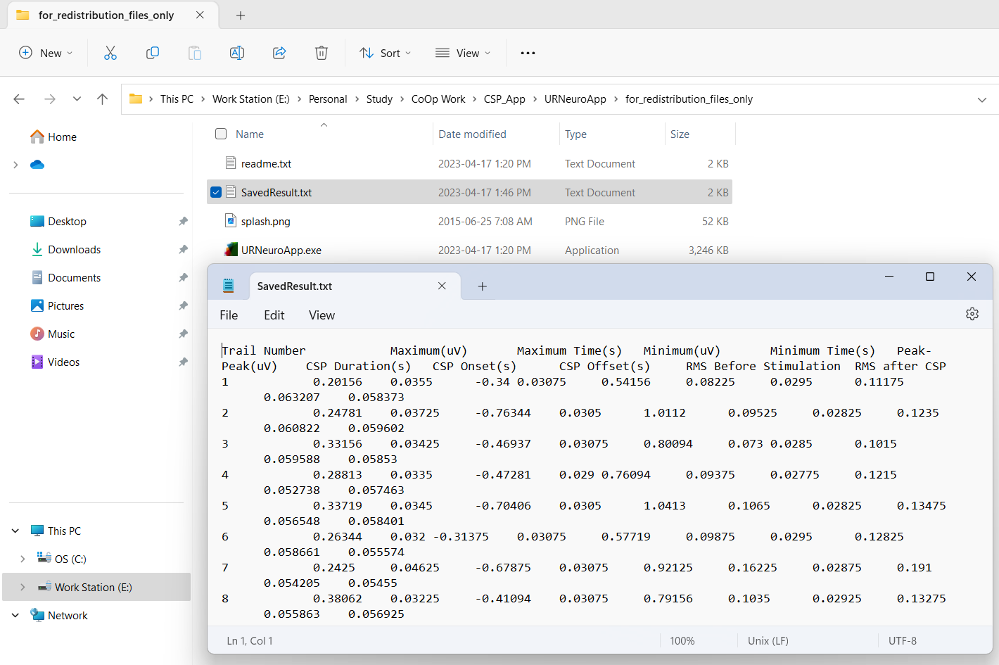 for_redistribution_files_only
New
Sort
View
This PC > Work Station (E:) > Personal > Study > CoOp Work > CSP_App > URNeuroApp > for_redistribution_files_only
Home
Desktop
Downloads
Documents
Pictures
Music
Videos
This PC
OS (C:)
Work Station (E:)
Network
Name Date modified Type Size
readme.txt 2023-04-17 1:20 PM Text Document 2 KB
SavedResult.txt 2023-04-17 1:46 PM Text Document 2 KB
splash.png 2015-06-25 7:08 AM PNG File 52 KB
URNeuroApp.exe 2023-04-17 1:20 PM Application 3,246 KB
SavedResult.txt
File Edit View
Trail Number Maximum(uV) Maximum Time(s) Minimum(uV) Minimum Time(s) Peak-
Peak(uV) CSP Duration(s) CSP Onset(s) CSP Offset(s) RMS Before Stimulation RMS after CSP
1 0.20156 0.0355 -0.34 0.03075 0.54156 0.08225 0.0295 0.11175
0.063207 0.058373
2 0.24781 0.03725 -0.76344 0.0305 1.0112 0.09525 0.02825 0.1235
0.060822 0.059602
3 0.33156 0.03425 -0.46937 0.03075 0.80094 0.073 0.0285 0.1015
0.059588 0.05853
4 0.28813 0.0335 -0.47281 0.029 0.76094 0.09375 0.02775 0.1215
0.052738 0.057463
5 0.33719 0.0345 -0.70406 0.0305 1.0413 0.1065 0.02825 0.13475
0.056548 0.058401
6 0.26344 0.032 -0.31375 0.03075 0.57719 0.09875 0.0295 0.12825
0.058661 0.055574
7 0.2425 0.04625 -0.67875 0.03075 0.92125 0.16225 0.02875 0.191
0.054205 0.05455
8 0.38062 0.03225 -0.41094 0.03075 0.79156 0.1035 0.02925 0.13275
0.055863 0.056925
Ln 1, Col 1 100% Unix (LF) UTF-8